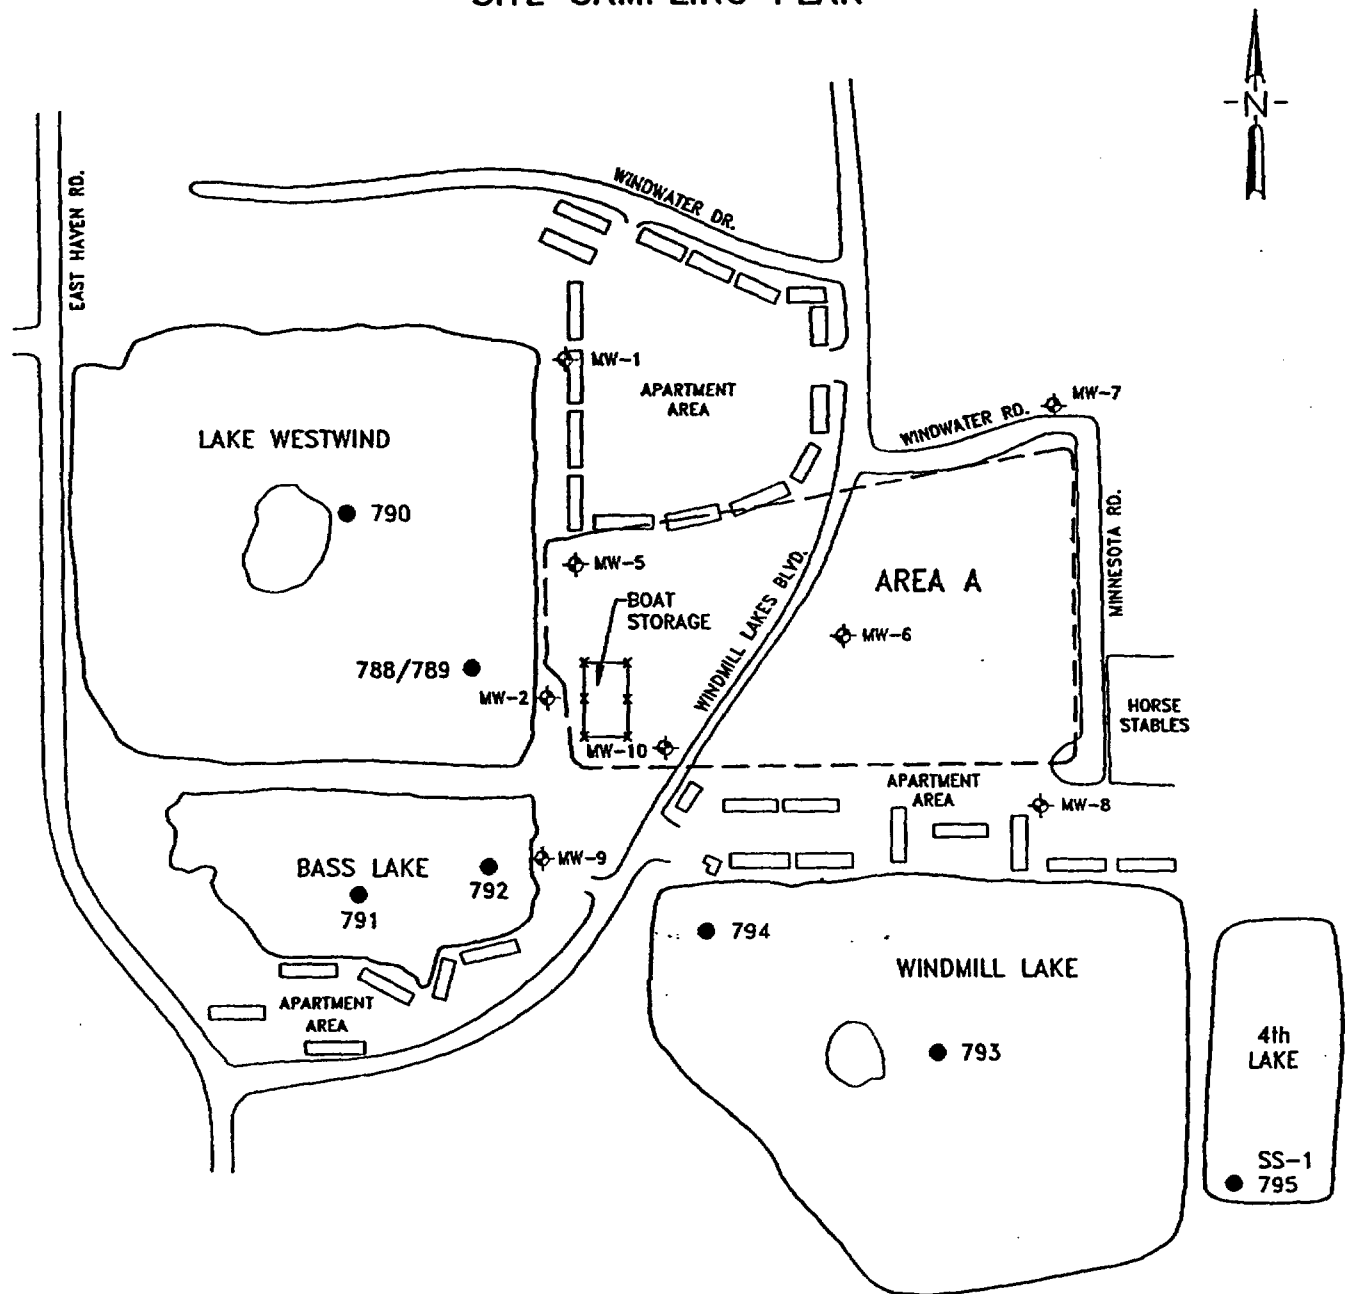 SITE SAMPLING PLAN
N
EAST HAVEN RD.
WINDWATER DR.
MW-1
APARTMENT
AREA
MW-7
WINDWATER RD.
LAKE WESTWIND
790
MINNESOTA RD.
MW-5
AREA A
BOAT
STORAGE
WINDMILL LAKES BLVD.
MW-6
788/789
MW-2
HORSE
STABLES
MW-10
APARTMENT
AREA
MW-8
BASS LAKE
MW-9
792
791
794
WINDMILL LAKE
APARTMENT
AREA
793
4th
LAKE
SS-1
795